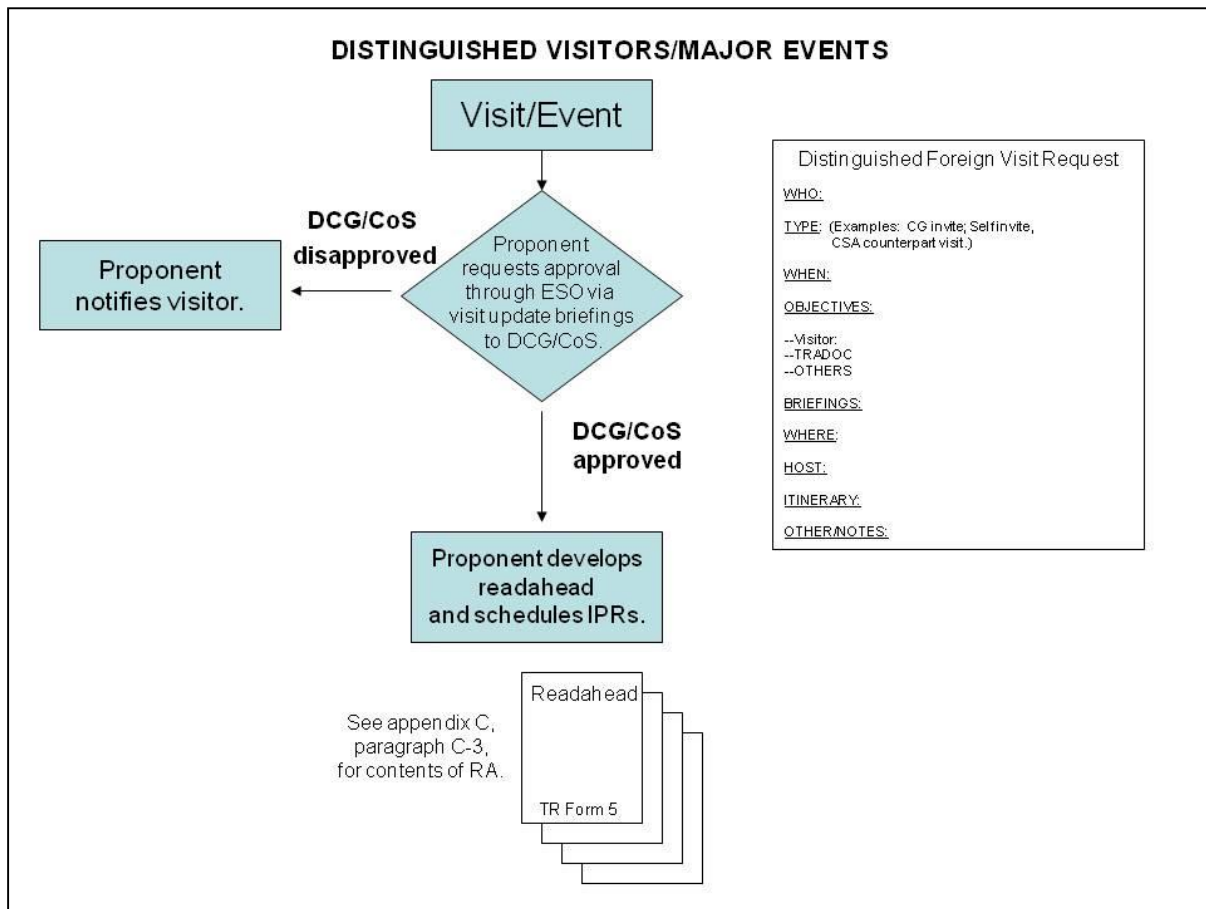 DISTINGUISHED VISITORS/MAJOR EVENTS
Visit/Event
DCG/CoS
disapproved
Proponent
notifies visitor.
Proponent
requests approval
through ESO via
visit update briefings
to DCG/CoS.
DCG/CoS
approved
Proponent develops
readahead
and schedules IPRs.
See appendix C,
paragraph C-3,
for contents of RA.
Readahead
TR Form 5
Distinguished Foreign Visit Request
WHO:
TYPE: (Examples: CG invite; Self invite,
CSA counterpart visit.)
WHEN:
OBJECTIVES:
--Visitor:
--TRADOC
--OTHERS
BRIEFINGS:
WHERE:
HOST:
ITINERARY:
OTHER/NOTES: